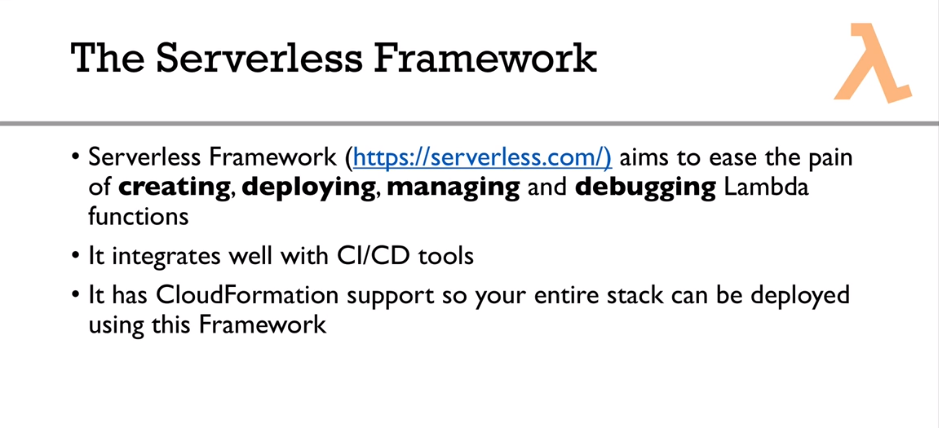 The Serverless Framework
• Serverless Framework (https://serverless.com/) aims to ease the pain
of creating, deploying, managing and debugging Lambda
functions
• It integrates well with CI/CD tools
• It has CloudFormation support so your entire stack can be deployed
using this Framework